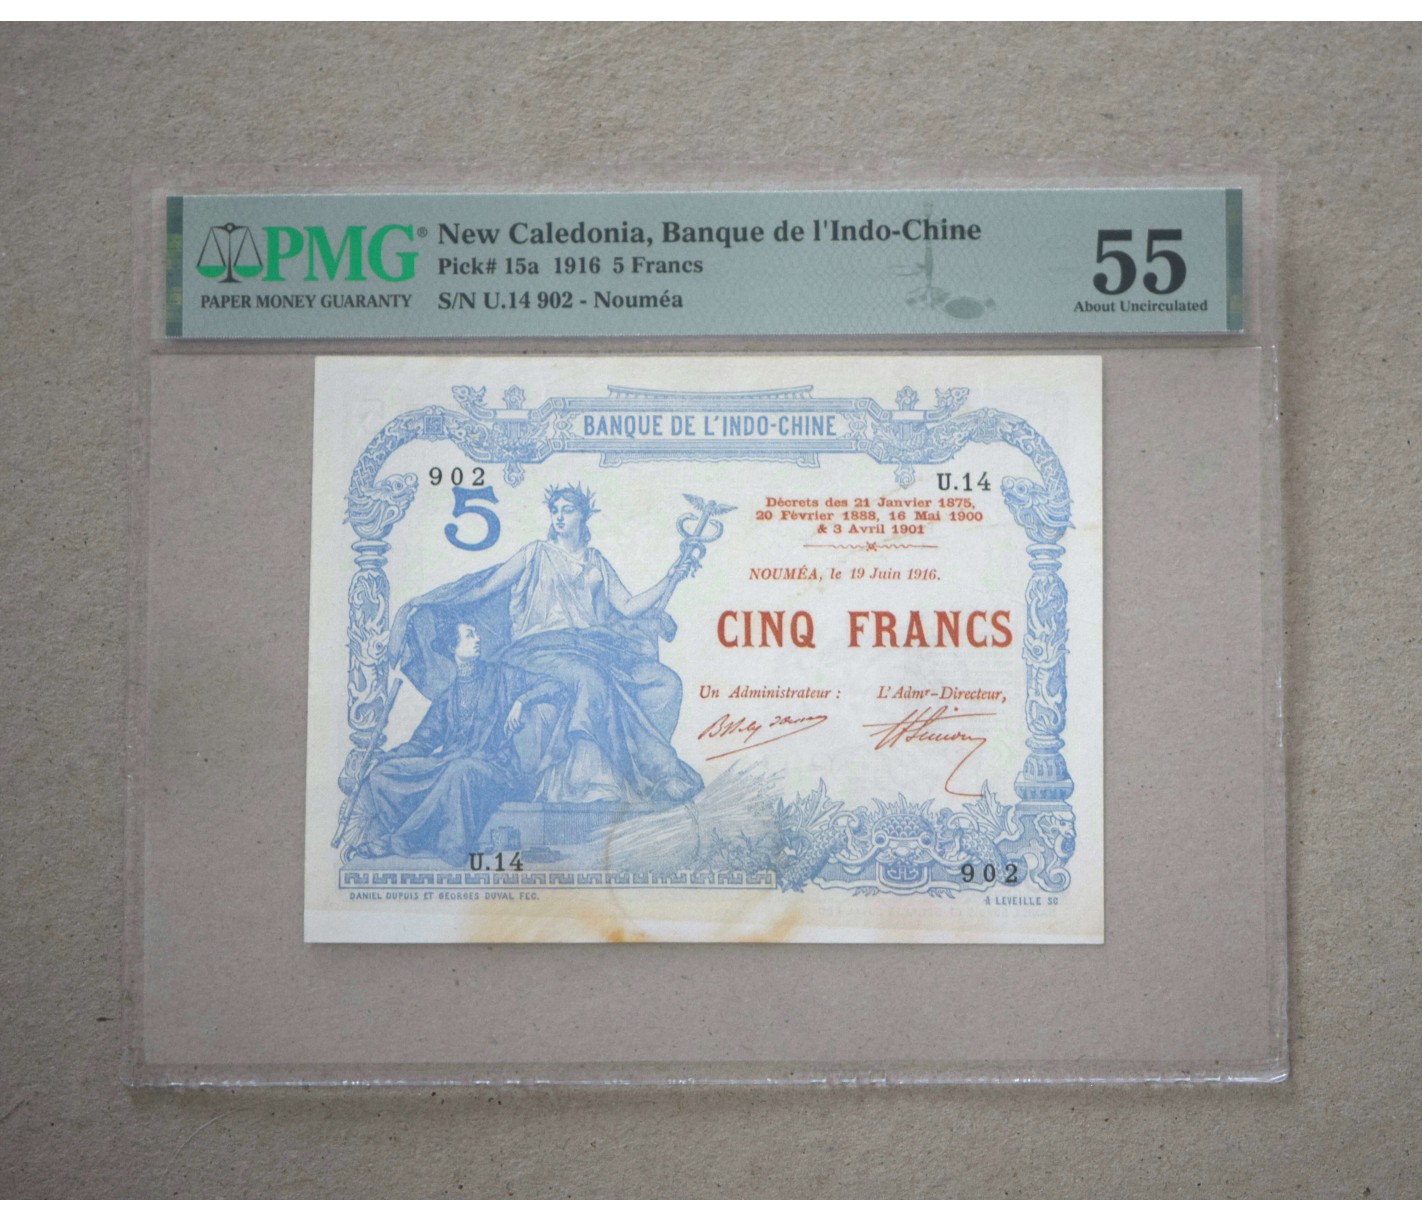 PMG®
PAPER MONEY GUARANTY
New Caledonia, Banque de l'Indo-Chine
Pick# 15a 1916 5 Francs
S/N U.14 902 - Nouméa
55
About Uncirculated
BANQUE DE L'INDO-CHINE
902
U.14
5
Décrets des 21 Janvier 1875,
20 Février 1888, 16 Mai 1900
& 3 Avril 1901
NOUMÉA, le 19 Juin 1916.
CINQ FRANCS
Un Administrateur : L'Admr-Directeur,
U.14
902
DANIEL DUPUIS ET GEORGES DUVAL FEC.
A LEVEILLE SC